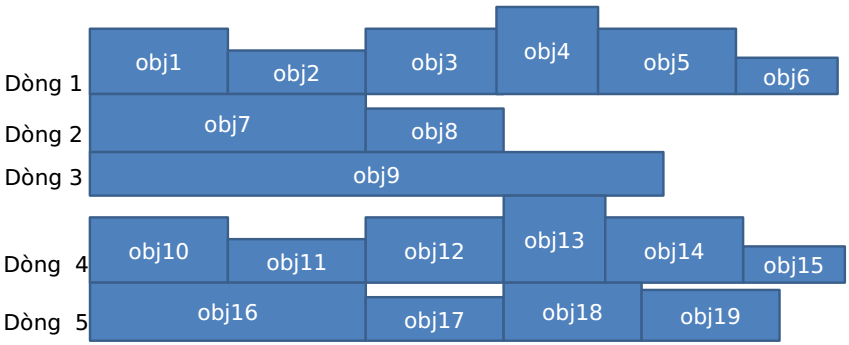 Dòng 1 obj1 obj2 obj3 obj4 obj5 obj6
Dòng 2 obj7 obj8
Dòng 3 obj9
Dòng 4 obj10 obj11 obj12 obj13 obj14 obj15
Dòng 5 obj16 obj17 obj18 obj19